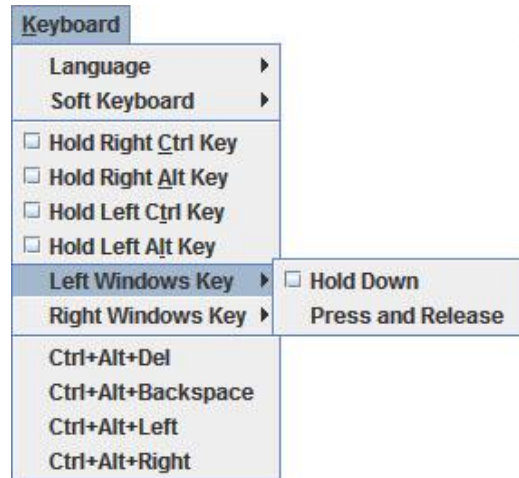 Keyboard
Language
Soft Keyboard
Hold Right Ctrl Key
Hold Right Alt Key
Hold Left Ctrl Key
Hold Left Alt Key
Left Windows Key
Hold Down
Right Windows Key
Press and Release
Ctrl+Alt+Del
Ctrl+Alt+Backspace
Ctrl+Alt+Left
Ctrl+Alt+Right